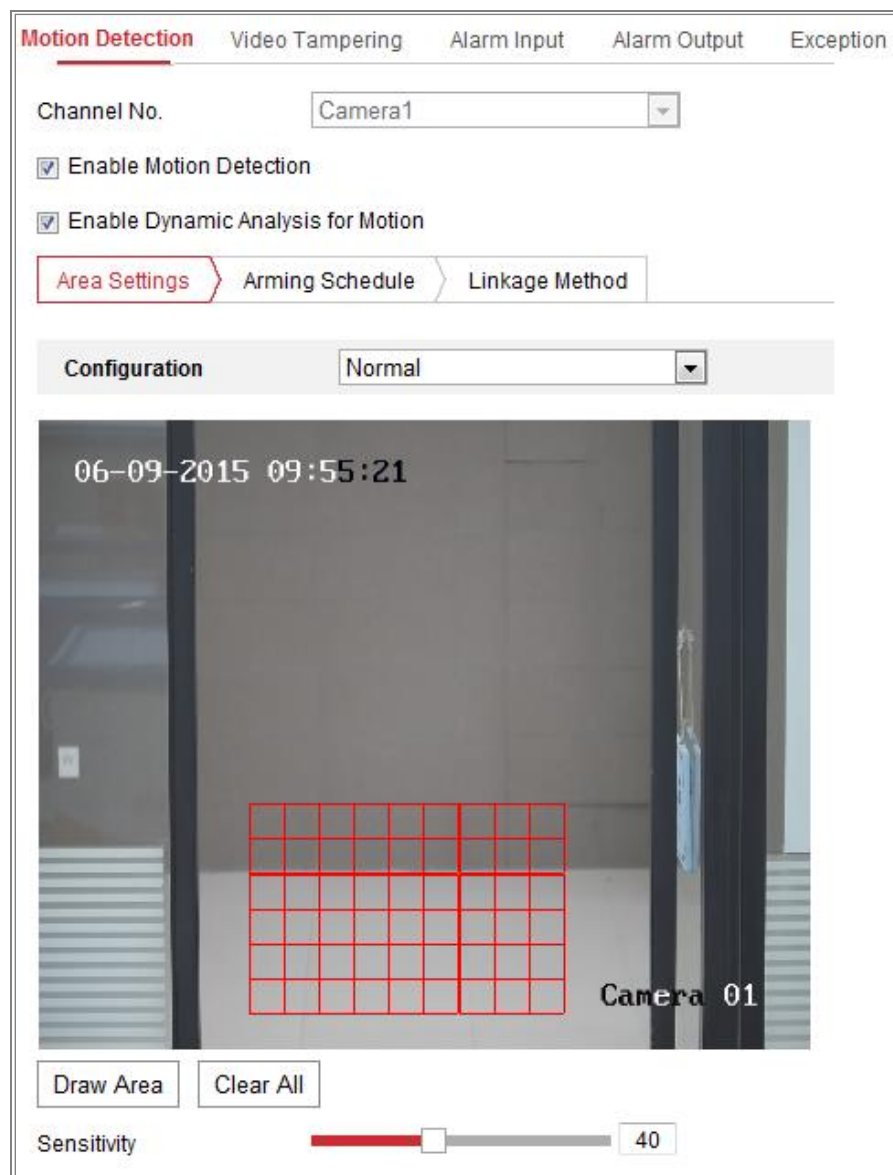 Motion Detection Video Tampering Alarm Input Alarm Output Exception
Channel No. Camera1
Enable Motion Detection
Enable Dynamic Analysis for Motion
Area Settings Arming Schedule Linkage Method
Configuration Normal
06-09-2015 09:55:21
Camera 01
Draw Area Clear All
Sensitivity 40